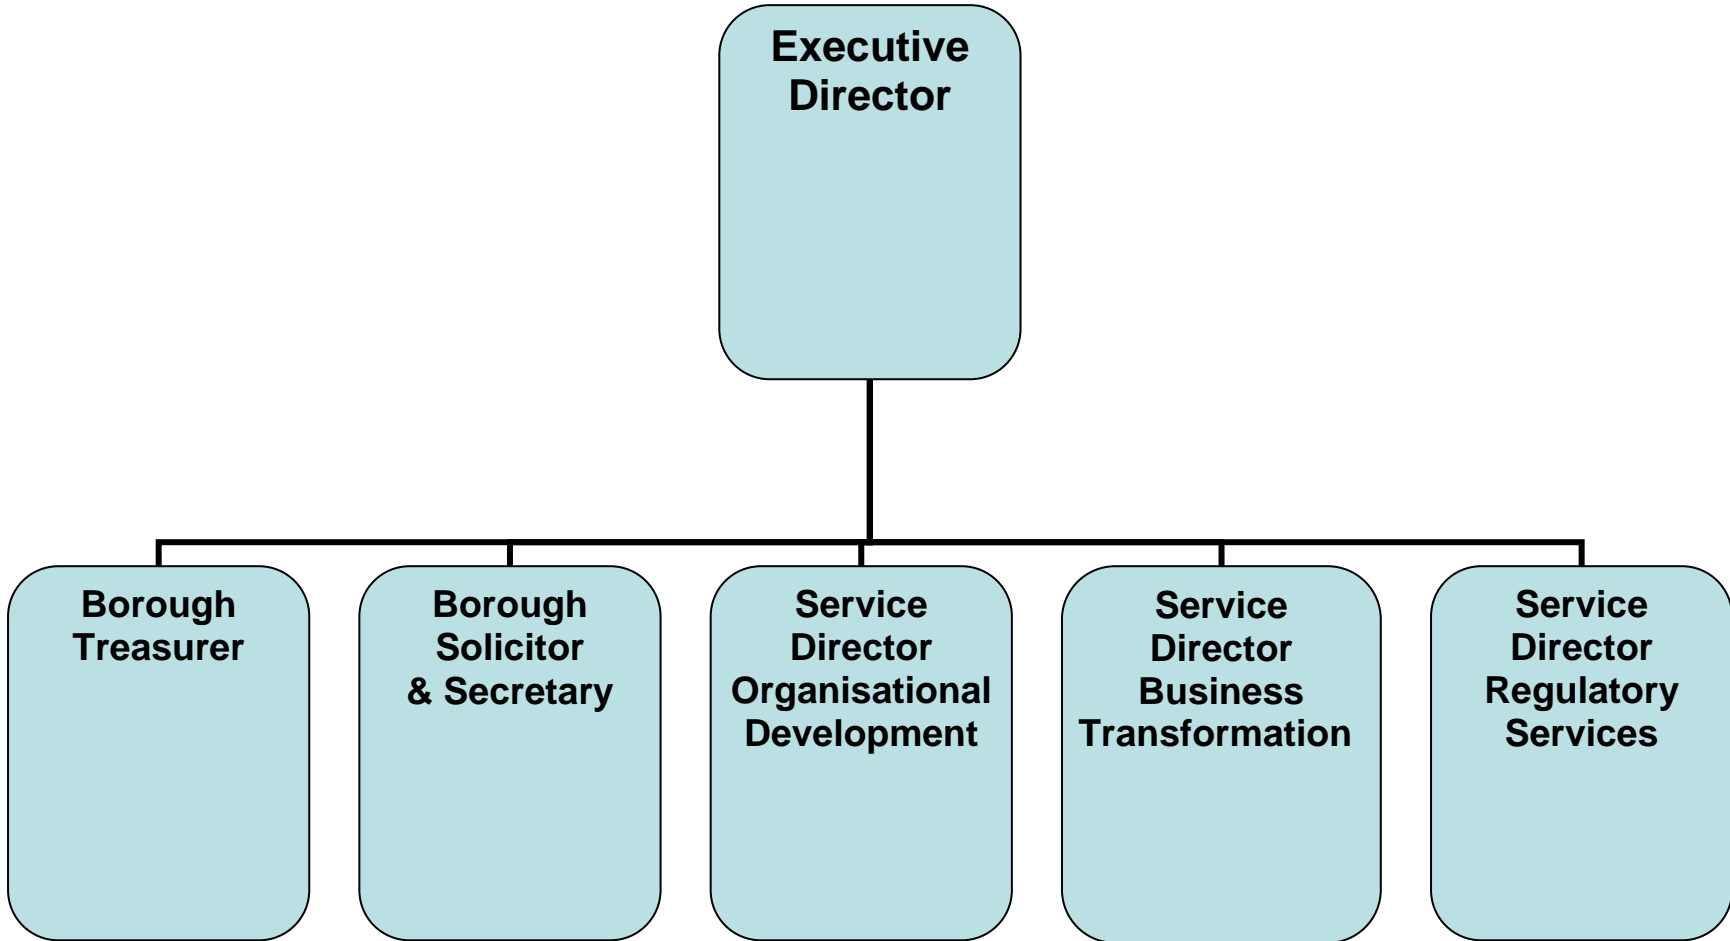 Executive
Director
Borough
Treasurer
Borough
Solicitor
& Secretary
Service
Director
Organisational
Development
Service
Director
Business
Transformation
Service
Director
Regulatory
Services